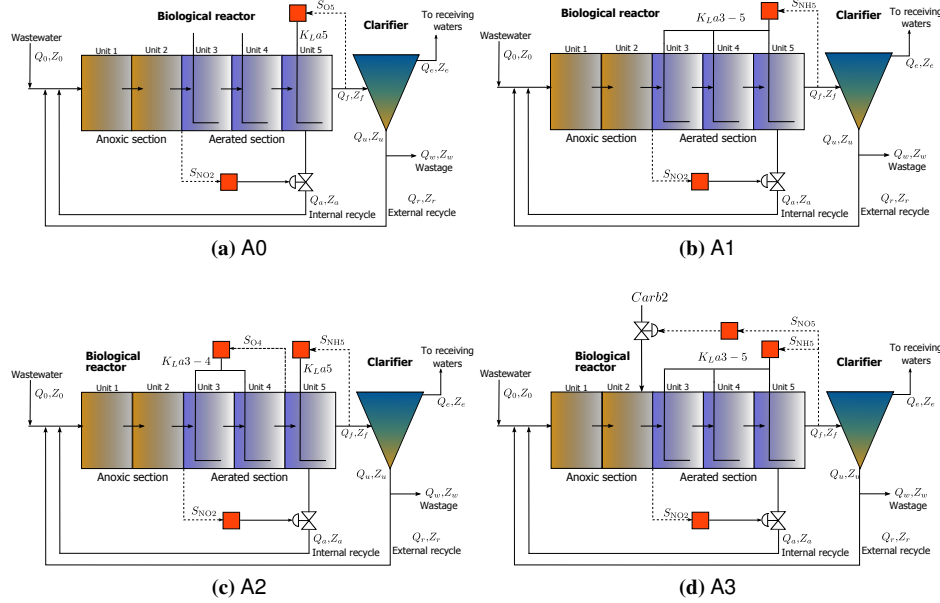 Biological reactor
S_O5
K_La5
Clarifier
To receiving
waters
Wastewater
Q_0,Z_0
Unit 1
Unit 2
Unit 3
Unit 4
Unit 5
Q_e,Z_e
Q_f,Z_f
Anoxic section
Aerated section
Q_u,Z_u
S_NO2
Q_w,Z_w
Wastage
Q_a,Z_a
Internal recycle
Q_r,Z_r
External recycle
(a) A0
Biological reactor
K_La3-5
S_NH5
Clarifier
To receiving
waters
Wastewater
Q_0,Z_0
Unit 1
Unit 2
Unit 3
Unit 4
Unit 5
Q_e,Z_e
Q_f,Z_f
Anoxic section
Aerated section
Q_u,Z_u
S_NO2
Q_w,Z_w
Wastage
Q_a,Z_a
Internal recycle
Q_r,Z_r
External recycle
(b) A1
Biological
reactor
K_La3-4
S_O4
S_NH5
K_La5
Clarifier
To receiving
waters
Wastewater
Q_0,Z_0
Unit 1
Unit 2
Unit 3
Unit 4
Unit 5
Q_e,Z_e
Q_f,Z_f
Anoxic section
Aerated section
Q_u,Z_u
S_NO2
Q_w,Z_w
Wastage
Q_a,Z_a
Internal recycle
Q_r,Z_r
External recycle
(c) A2
Carb2
S_NO5
Biological
reactor
K_La3-5
S_NH5
Clarifier
To receiving
waters
Wastewater
Q_0,Z_0
Unit 1
Unit 2
Unit 3
Unit 4
Unit 5
Q_e,Z_e
Q_f,Z_f
Anoxic section
Aerated section
Q_u,Z_u
S_NO2
Q_w,Z_w
Wastage
Q_a,Z_a
Internal recycle
Q_r,Z_r
External recycle
(d) A3